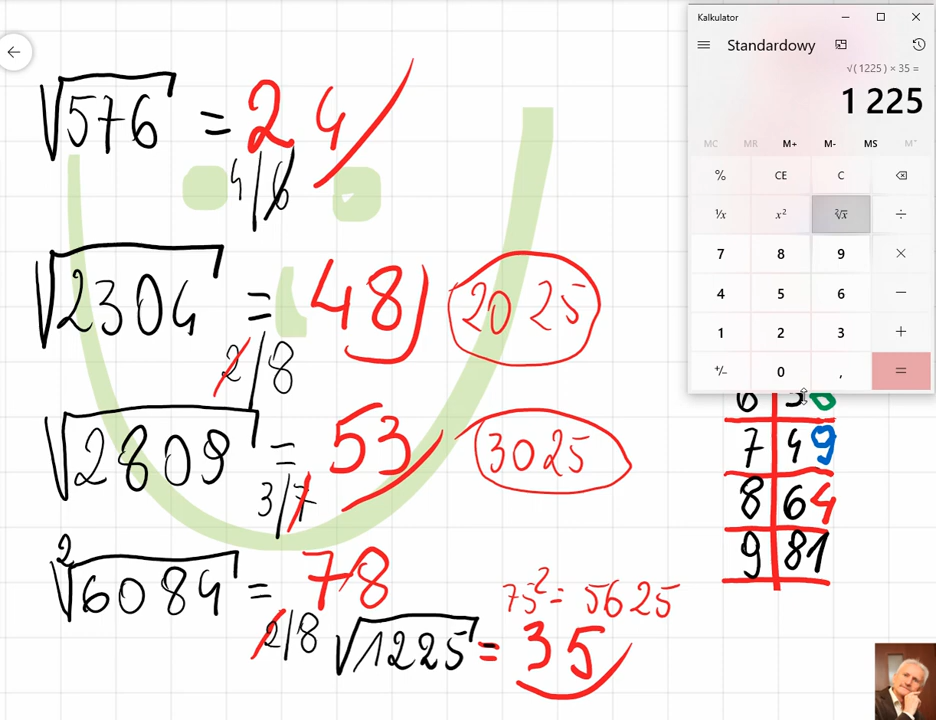 √576 = 24
4/6
√2304 = 48
2025
2/8
√2809 = 53
3025
3/7
²√6084 = 78
2/8
75² = 5625
√1225 = 35
Kalkulator
Standardowy
√(1225) × 35 =
1 225
MC MR M+ M- MS M˅
% CE C
¹/x x² ²√x ÷
7 8 9 ×
4 5 6 −
1 2 3 +
+/− 0 , =
6 36
7 49
8 64
9 81